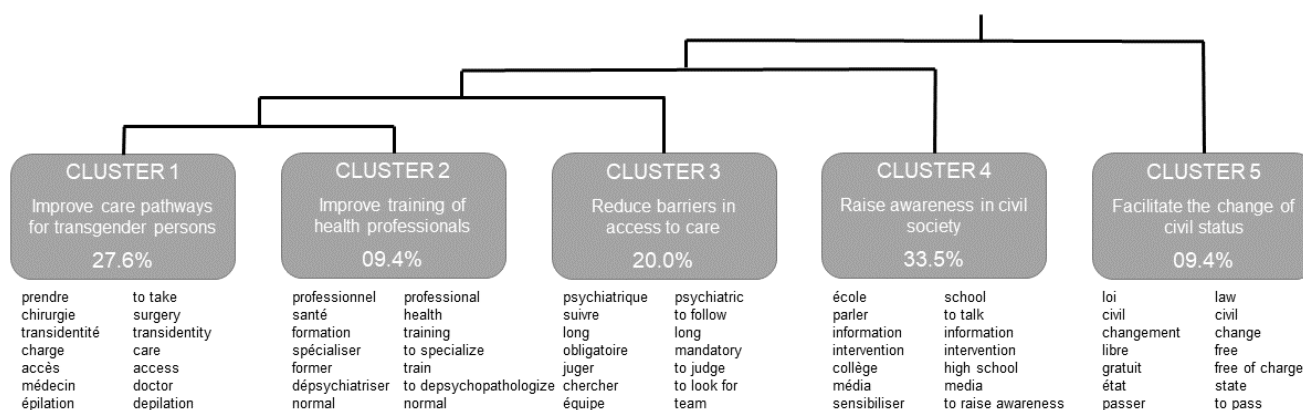 CLUSTER 1
Improve care pathways
for transgender persons
27.6%
prendre to take
chirurgie surgery
transidentité transidentity
charge care
accès access
médecin doctor
épilation depilation
CLUSTER 2
Improve training of
health professionals
09.4%
professionnel professional
santé health
formation training
spécialiser to specialize
former train
dépsychiatriser to depsychopathologize
normal normal
CLUSTER 3
Reduce barriers in
access to care
20.0%
psychiatrique psychiatric
suivre to follow
long long
obligatoire mandatory
juger to judge
chercher to look for
équipe team
CLUSTER 4
Raise awareness in civil
society
33.5%
école school
parler to talk
information information
intervention intervention
collège high school
média media
sensibiliser to raise awareness
CLUSTER 5
Facilitate the change of
civil status
09.4%
loi law
civil civil
changement change
libre free
gratuit free of charge
état state
passer to pass